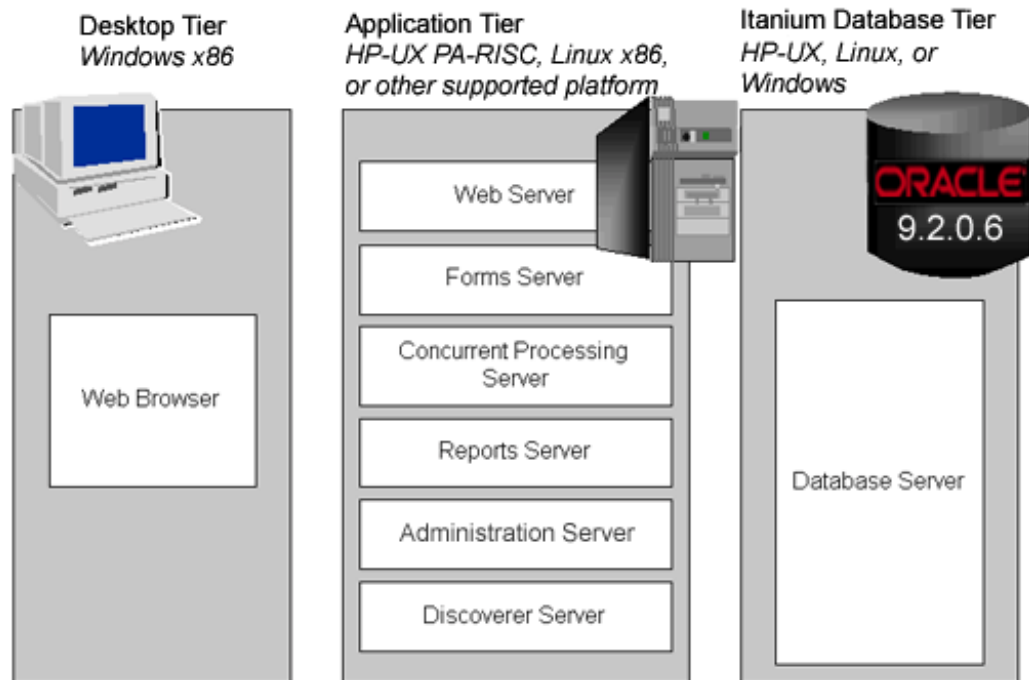 Desktop Tier
Windows x86
Application Tier
HP-UX PA-RISC, Linux x86,
or other supported platform
Itanium Database Tier
HP-UX, Linux, or
Windows
Web Browser
Web Server
Forms Server
Concurrent Processing
Server
Reports Server
Administration Server
Discoverer Server
ORACLE
9.2.0.6
Database Server